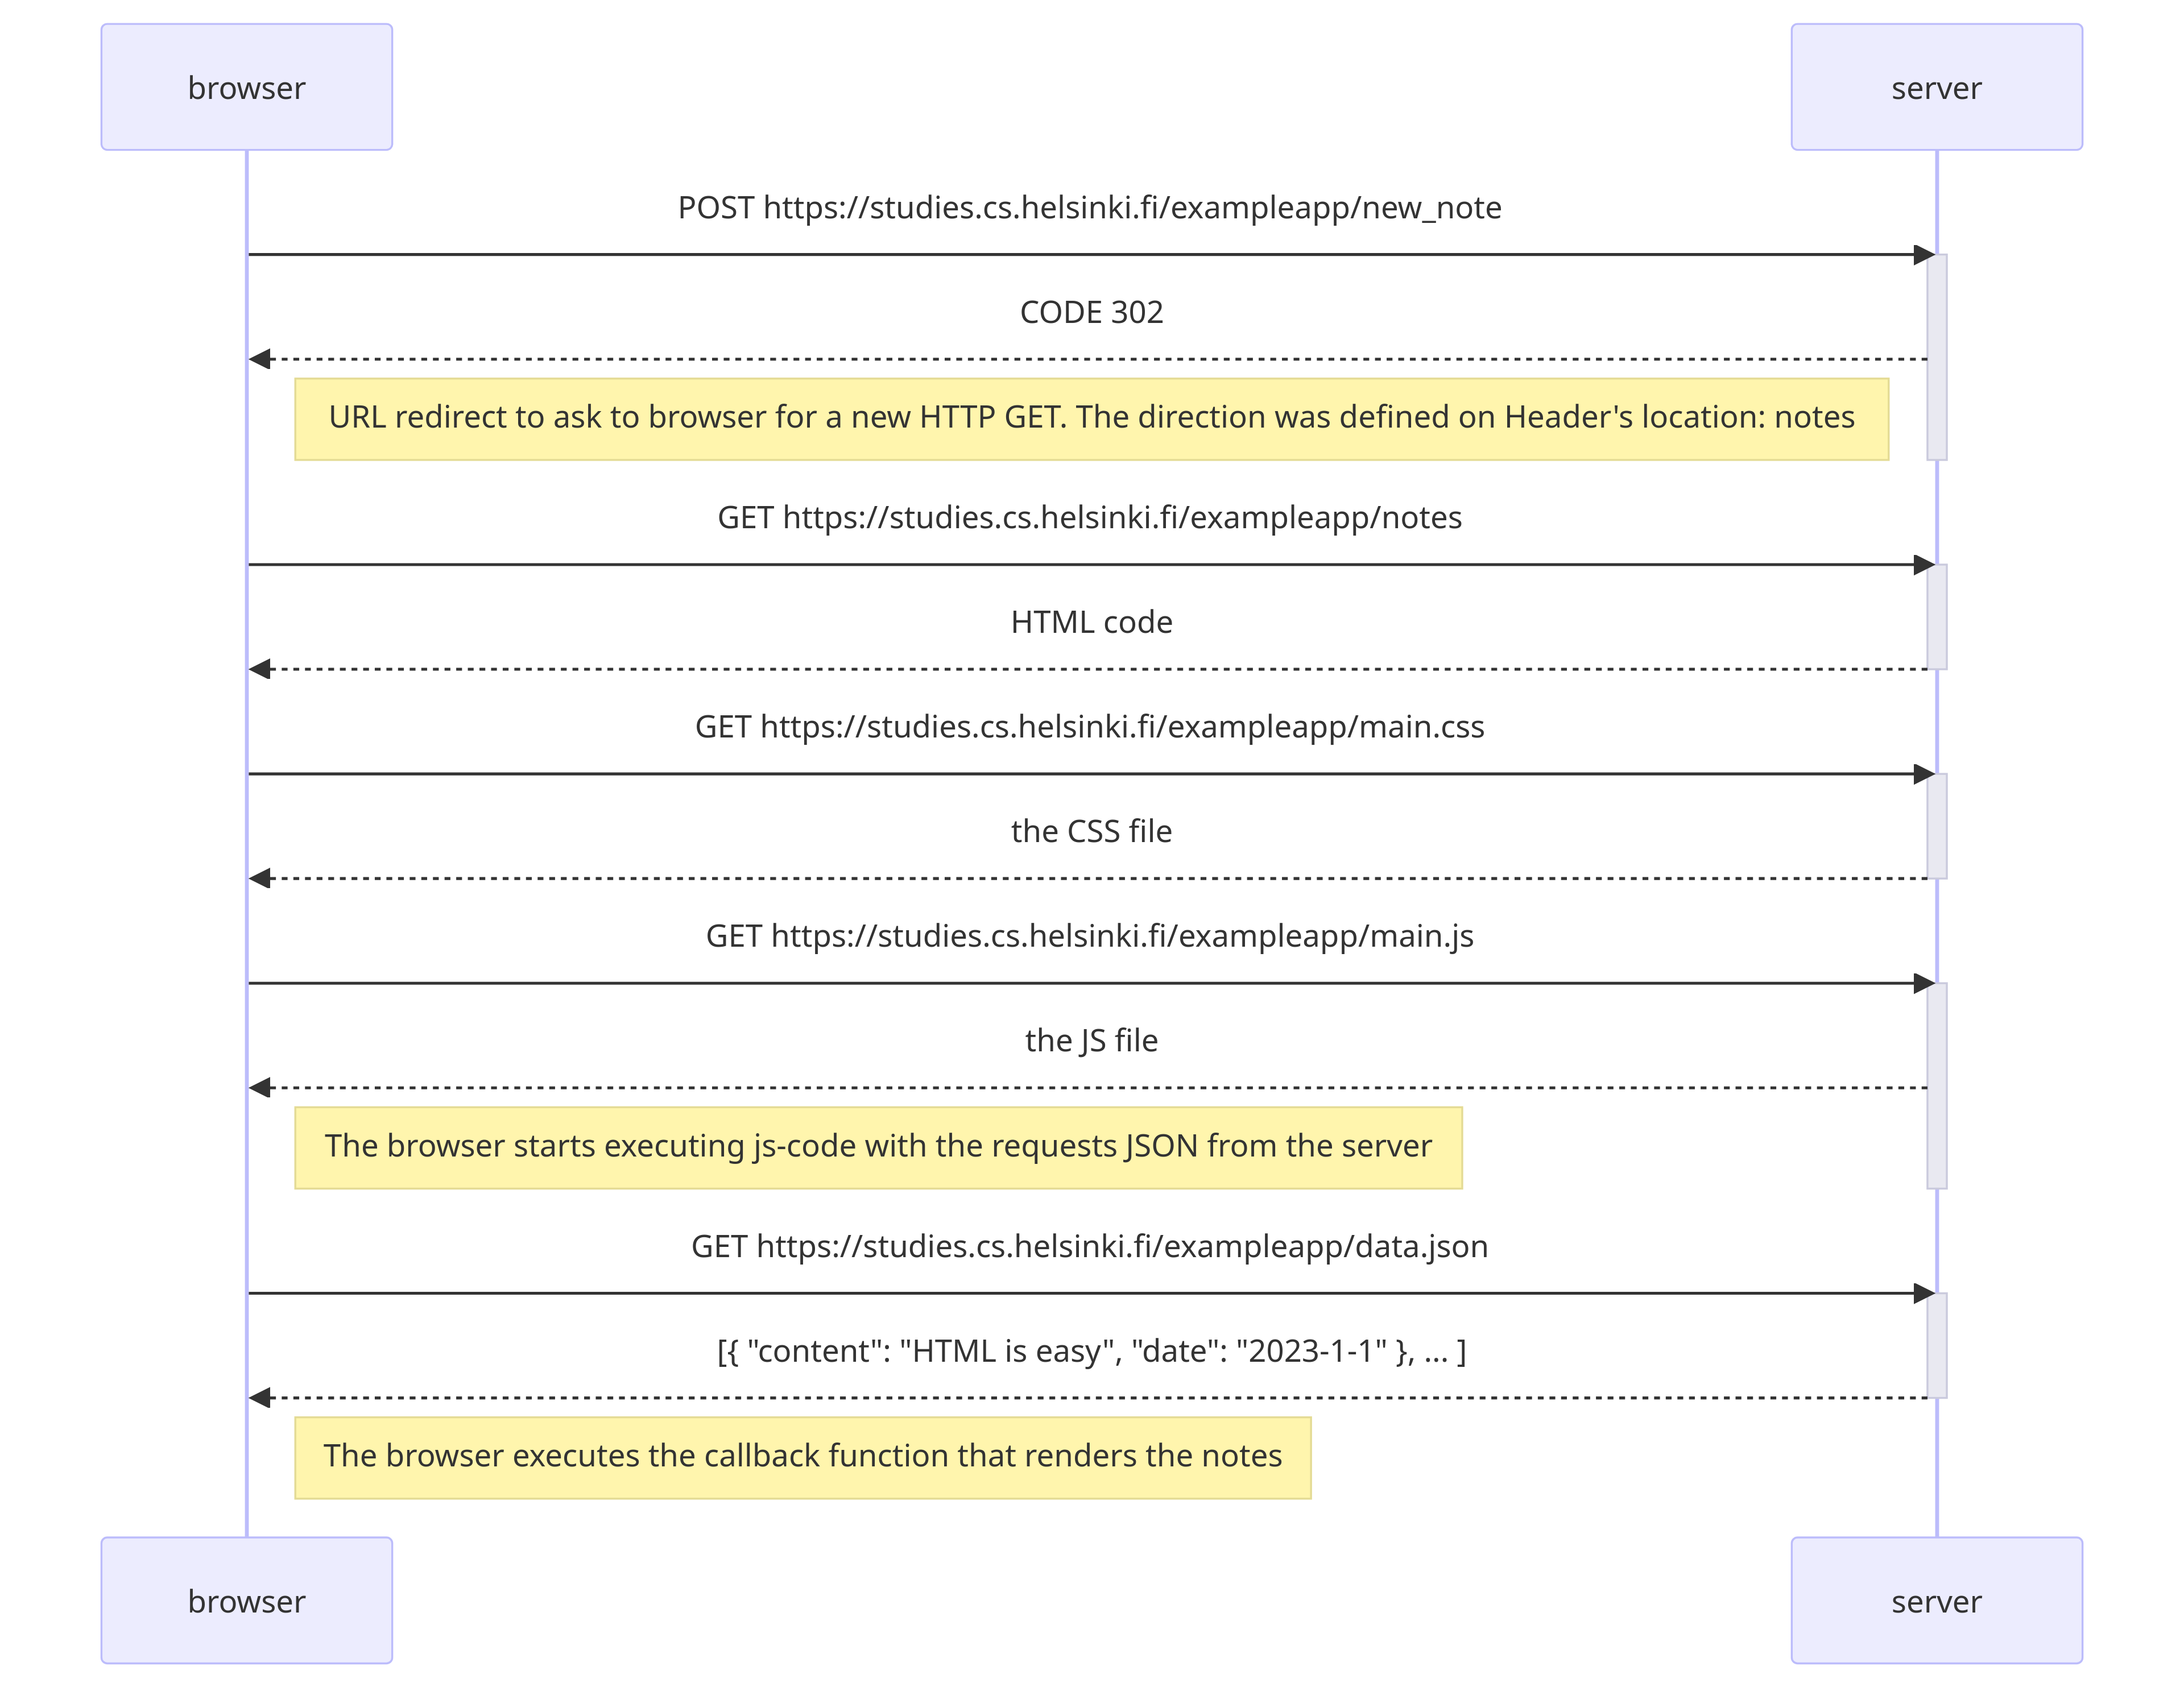 browser
server
POST https://studies.cs.helsinki.fi/exampleapp/new_note
CODE 302
URL redirect to ask to browser for a new HTTP GET. The direction was defined on Header's location: notes
GET https://studies.cs.helsinki.fi/exampleapp/notes
HTML code
GET https://studies.cs.helsinki.fi/exampleapp/main.css
the CSS file
GET https://studies.cs.helsinki.fi/exampleapp/main.js
the JS file
The browser starts executing js-code with the requests JSON from the server
GET https://studies.cs.helsinki.fi/exampleapp/data.json
[{ "content": "HTML is easy", "date": "2023-1-1" }, ... ]
The browser executes the callback function that renders the notes
browser
server